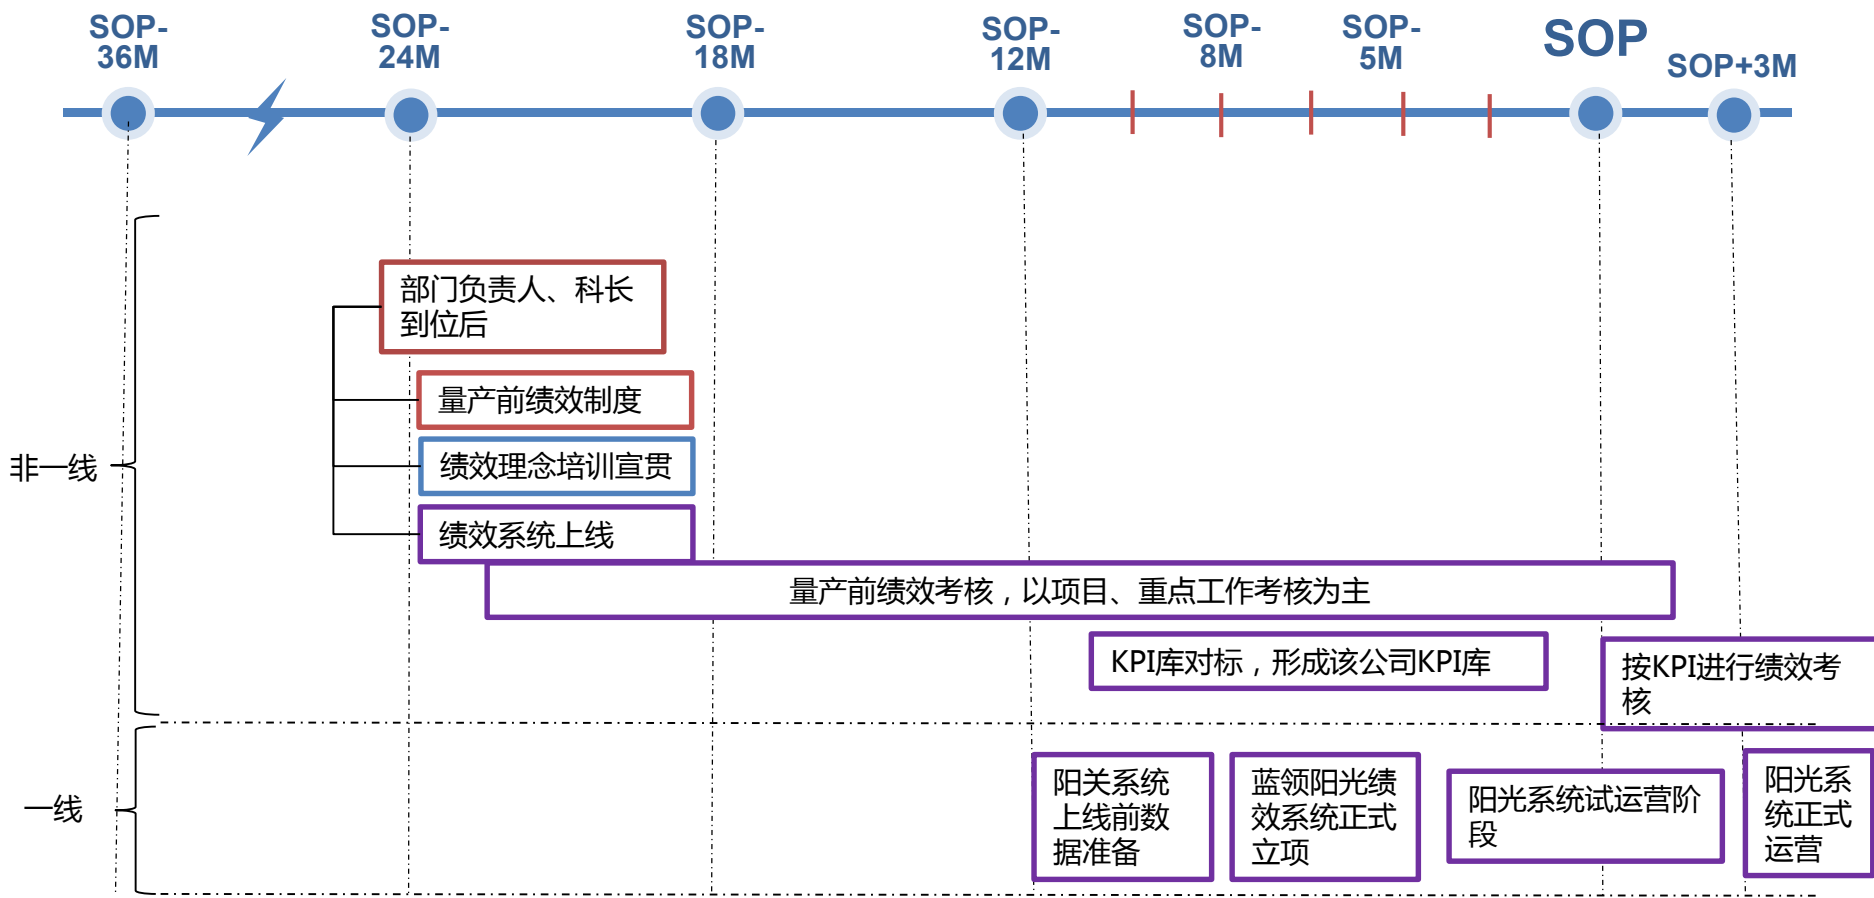 SOP-
36M
SOP-
24M
SOP-
18M
SOP-
12M
SOP-
8M
SOP-
5M
SOP
SOP+3M
部门负责人、科长
到位后
量产前绩效制度
绩效理念培训宣贯
绩效系统上线
量产前绩效考核，以项目、重点工作考核为主
KPI库对标，形成该公司KPI库
按KPI进行绩效考
核
非一线
一线
阳关系统
上线前数
据准备
蓝领阳光绩
效系统正式
立项
阳光系统试运营阶
段
阳光系
统正式
运营